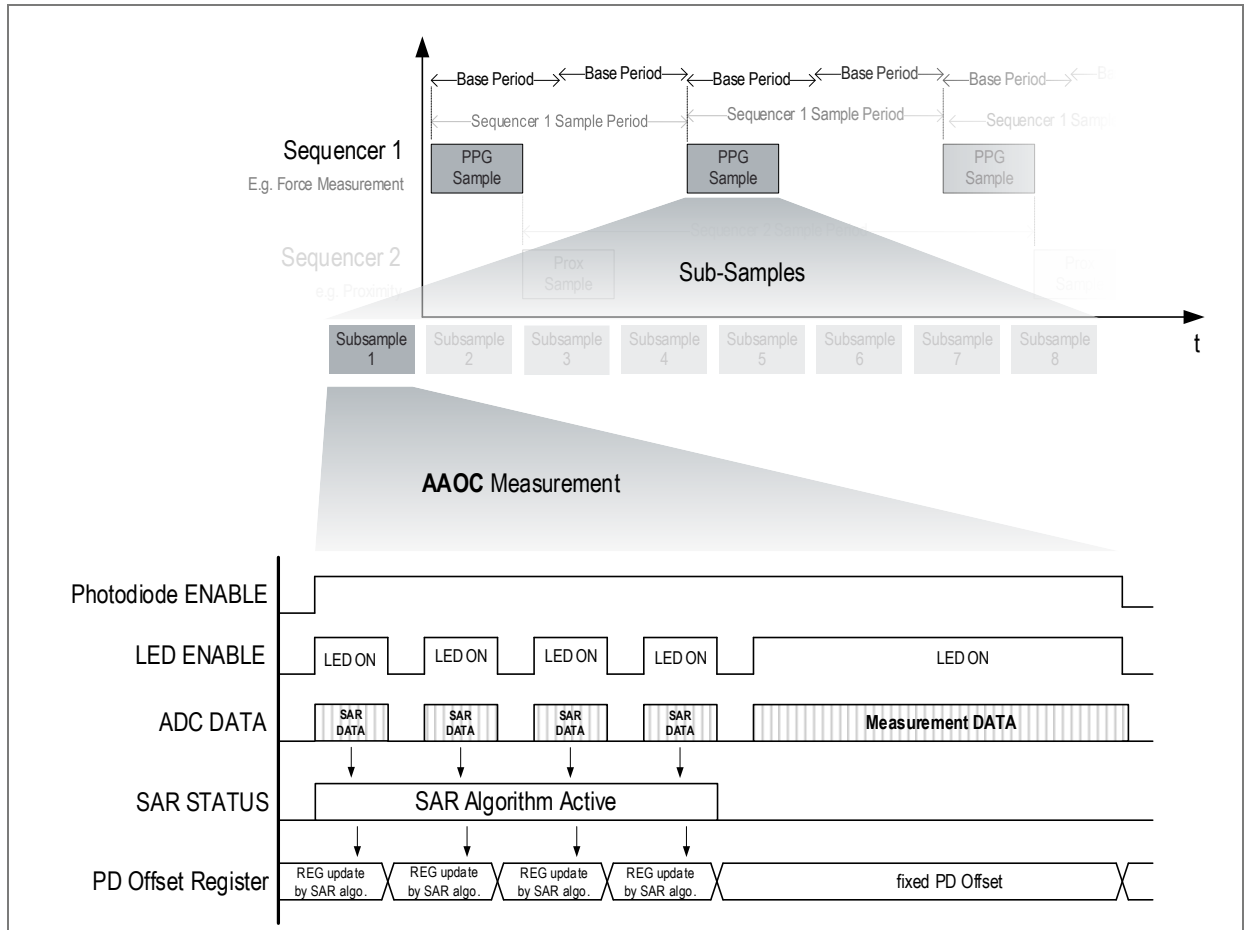 Base Period
Base Period
Base Period
Base Period
Base Period
Sequencer 1 Sample Period
Sequencer 1 Sample Period
Sequencer 1
Sequencer 1
E.g. Force Measurement
PPG
Sample
PPG
Sample
PPG
Sample
Sequencer 2
e.g. Proximity
Prox
Sample
Sub-Samples
t
Subsample
1
Subsample
2
Subsample
3
Subsample
4
Subsample
5
Subsample
6
Subsample
7
Subsample
8
AAOC Measurement
Photodiode ENABLE
LED ENABLE
LED ON
LED ON
LED ON
LED ON
LED ON
ADC DATA
SAR
DATA
SAR
DATA
SAR
DATA
SAR
DATA
Measurement DATA
SAR STATUS
SAR Algorithm Active
PD Offset Register
REG update
by SAR algo.
REG update
by SAR algo.
REG update
by SAR algo.
REG update
by SAR algo.
fixed PD Offset